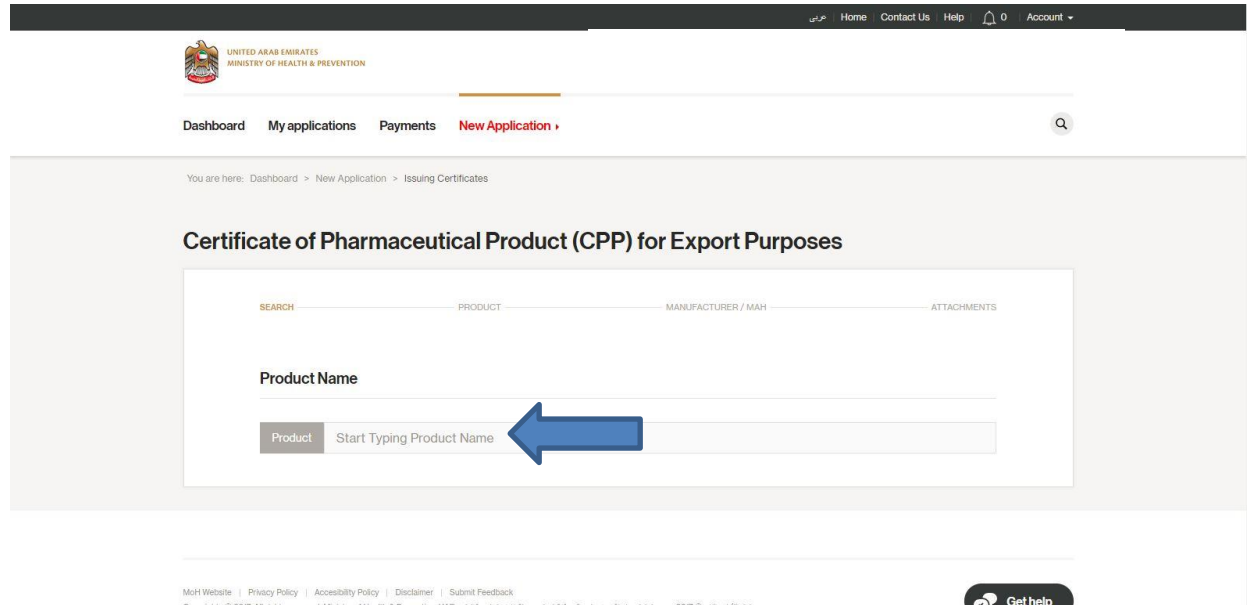 عربي Home Contact Us Help 0 Account
UNITED ARAB EMIRATES
MINISTRY OF HEALTH & PREVENTION
Dashboard My applications Payments New Application
You are here: Dashboard > New Application > Issuing Certificates
Certificate of Pharmaceutical Product (CPP) for Export Purposes
SEARCH PRODUCT MANUFACTURER / MAH ATTACHMENTS
Product Name
Product Start Typing Product Name
MoH Website | Privacy Policy | Accessibility Policy | Disclaimer | Submit Feedback
Get help